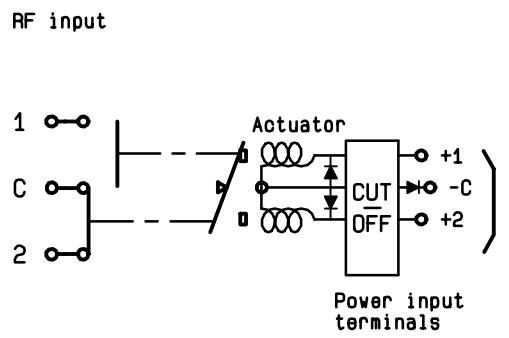 RF input
Actuator
1
+1
C
CUT
-C
OFF
+2
2
Power input
terminals